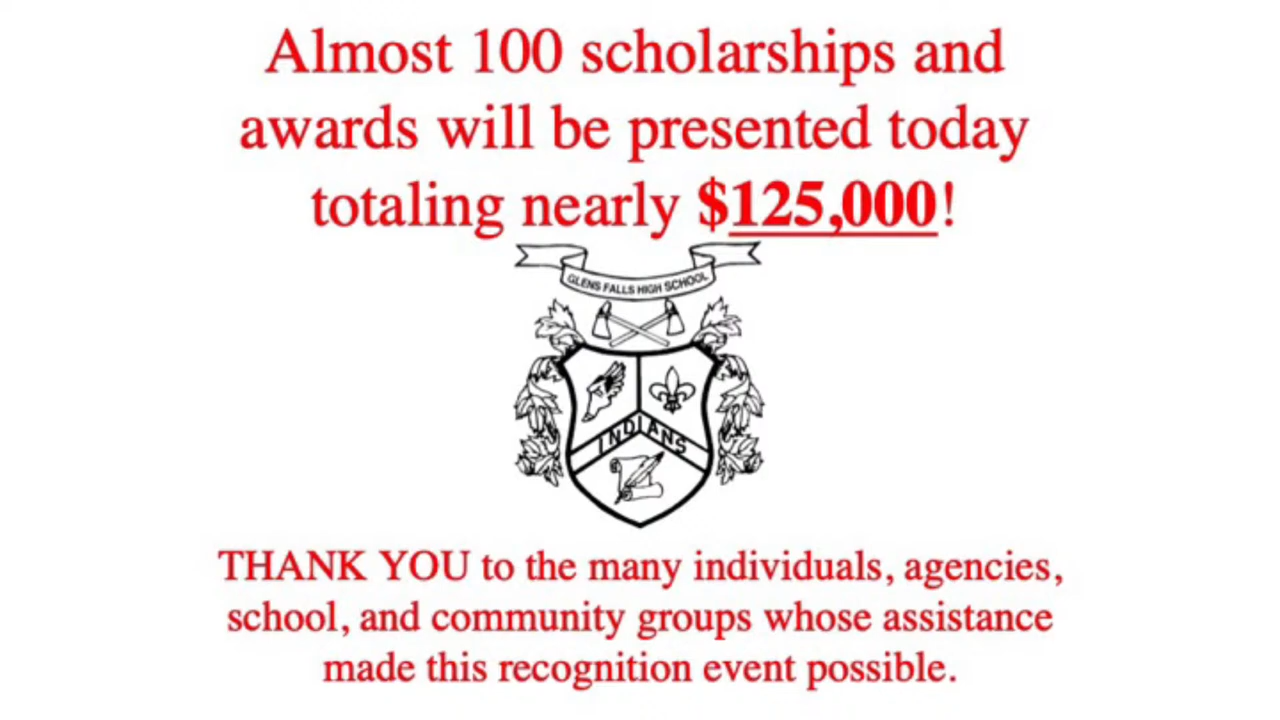 Almost 100 scholarships and
awards will be presented today
totaling nearly $125,000!
GLENS FALLS HIGH SCHOOL
INDIANS
THANK YOU to the many individuals, agencies,
school, and community groups whose assistance
made this recognition event possible.